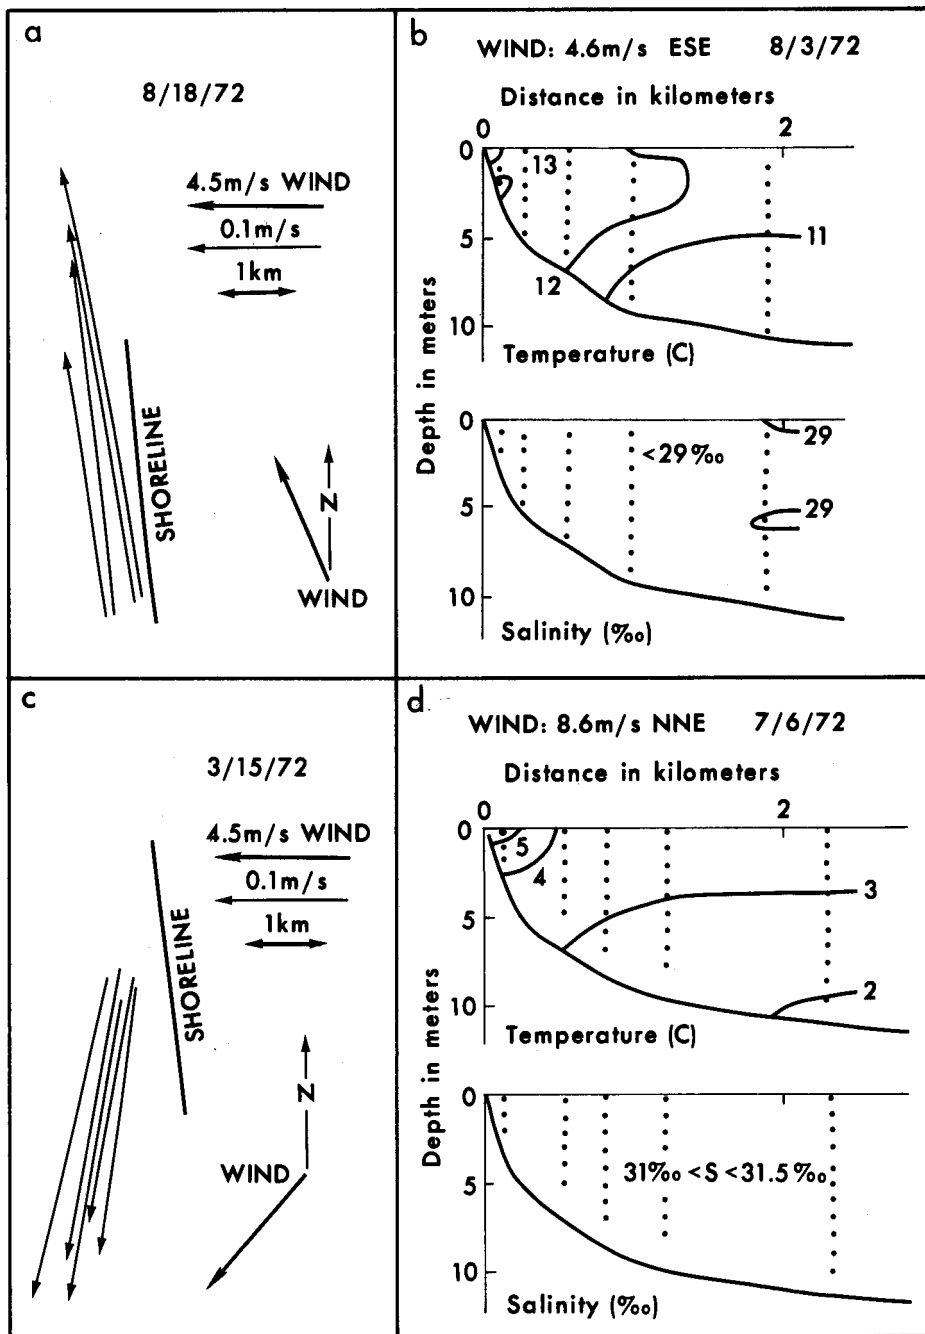 a
8/18/72
4.5m/s WIND
0.1m/s
1km
SHORELINE
N
WIND
b
WIND: 4.6m/s ESE 8/3/72
Distance in kilometers
0 2
0
13
5
11
12
10
Temperature (C)
Depth in meters
0
29
<29‰
5
29
10
Salinity (‰)
c
3/15/72
4.5m/s WIND
0.1m/s
1km
SHORELINE
N
WIND
d
WIND: 8.6m/s NNE 7/6/72
Distance in kilometers
0 2
0
5
4
3
5
2
10
Temperature (C)
Depth in meters
0
31‰ <S <31.5‰
5
10
Salinity (‰)